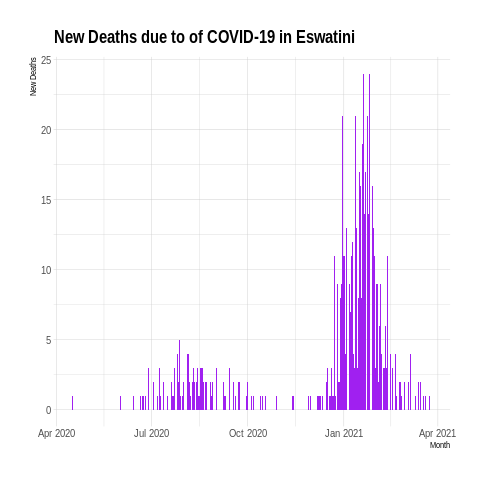 New Deaths due to of COVID-19 in Eswatini
New Deaths
25
20
15
10
5
0
Apr 2020
Jul 2020
Oct 2020
Jan 2021
Apr 2021
Month